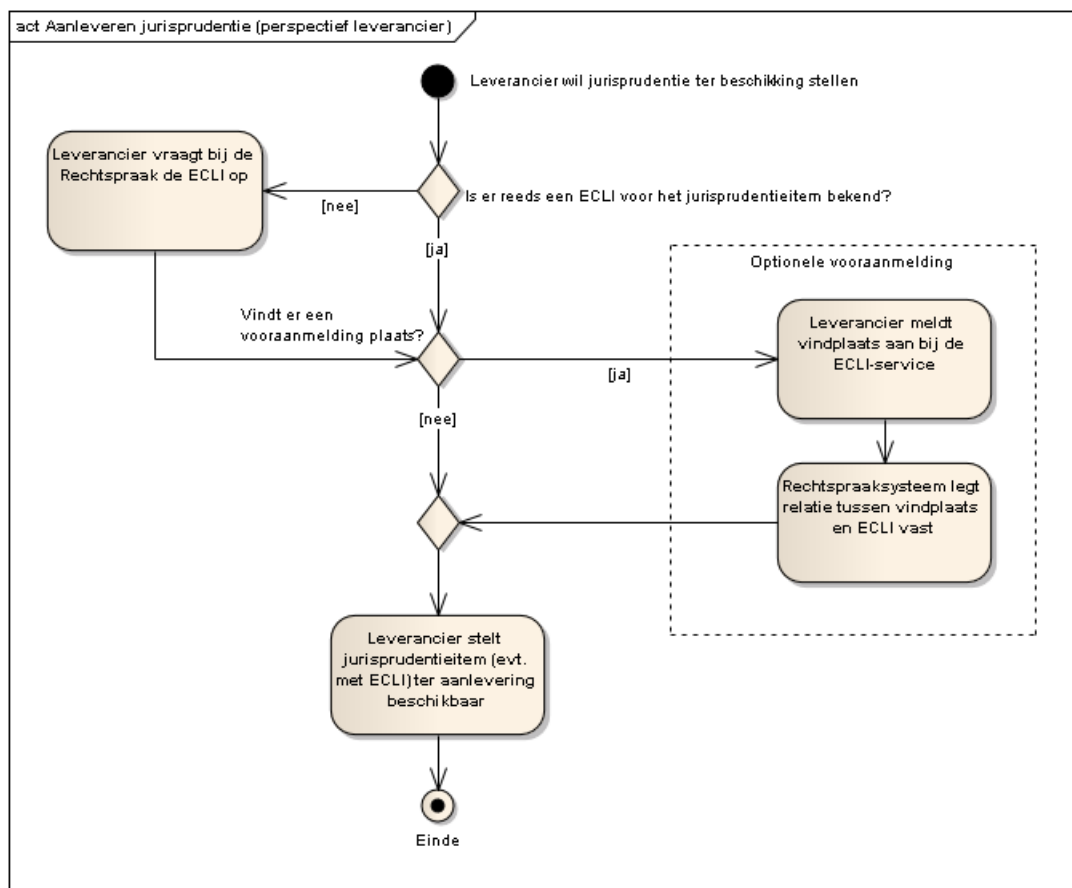 act Aanleveren jurisprudentie (perspectief leverancier)
Leverancier wil jurisprudentie ter beschikking stellen
Leverancier vraagt bij de
Rechtspraak de ECLI op
[nee]
Is er reeds een ECLI voor het jurisprudentieitem bekend?
[ja]
Optionele vooraanmelding
Vindt er een
vooraanmelding plaats?
Leverancier meldt
vindplaats aan bij de
ECLI-service
[ja]
[nee]
Rechtspraaksysteem legt
relatie tussen vindplaats
en ECLI vast
Leverancier stelt
jurisprudentieitem (evt.
met ECLI) ter aanlevering
beschikbaar
Einde